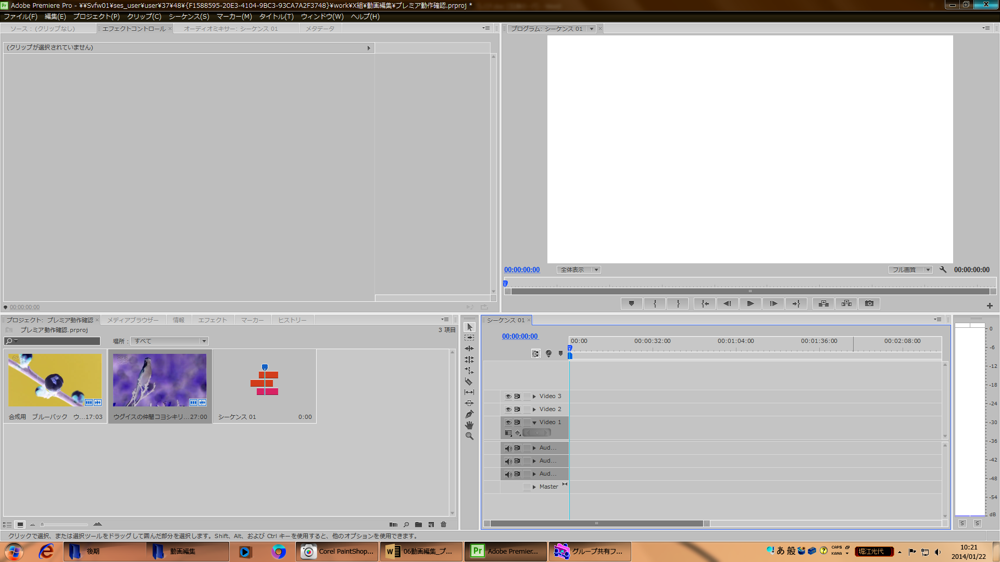 Pr Adobe Premiere Pro - ¥¥Svfw01¥ses_user¥user¥37¥48¥{F1588595-20E3-4104-9BC3-93CA7A2F3748}¥work¥X組¥動画編集¥プレミア動作確認.prproj *
ファイル(F) 編集(E) プロジェクト(P) クリップ(C) シーケンス(S) マーカー(M) タイトル(T) ウィンドウ(W) ヘルプ(H)
ソース : (クリップなし) エフェクトコントロール × オーディオミキサー: シーケンス 01 メタデータ
プログラム: シーケンス 01 ×
(クリップが選択されていません)
00:00:00:00 全体表示 フル画質 00:00:00:00
00:00:00:00
プロジェクト: プレミア動作確認 × メディアブラウザー 情報 エフェクト マーカー ヒストリー
シーケンス 01 ×
プレミア動作確認.prproj 3 項目
場所 : すべて
00:00:00:00
00:00 00:00:32:00 00:01:04:00 00:01:36:00 00:02:08:00
合成用 ブルーバック ウ...17:03
ウグイスの仲間コヨシキリ...27:00
シーケンス 01 0:00
Video 3
Video 2
Video 1
Aud...
Aud...
Aud...
Master
0
-6
-12
-18
-24
-30
-36
-42
-48
-54
dB
S S
クリックで選択、または選択ツールをドラッグして囲んだ部分を選択します。Shift、Alt、および Ctrl キーを使用すると、他のオプションを使用できます。
後期 動画編集 Corel PaintShop... 06動画編集_プ... Pr Adobe Premier... グループ共有フ...
あ 般 CAPS KANA 堀江光代
10:21
2014/01/22